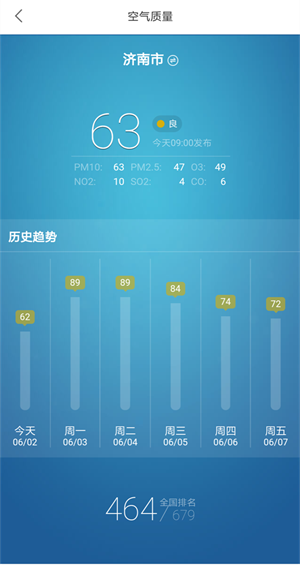 空气质量
济南市
63 良
今天09:00发布
PM10: 63 PM2.5: 47 O3: 49
NO2: 10 SO2: 4 CO: 6
历史趋势
62 89 89 84 74 72
今天 周一 周二 周三 周四 周五
06/02 06/03 06/04 06/05 06/06 06/07
464 全国排名
/679